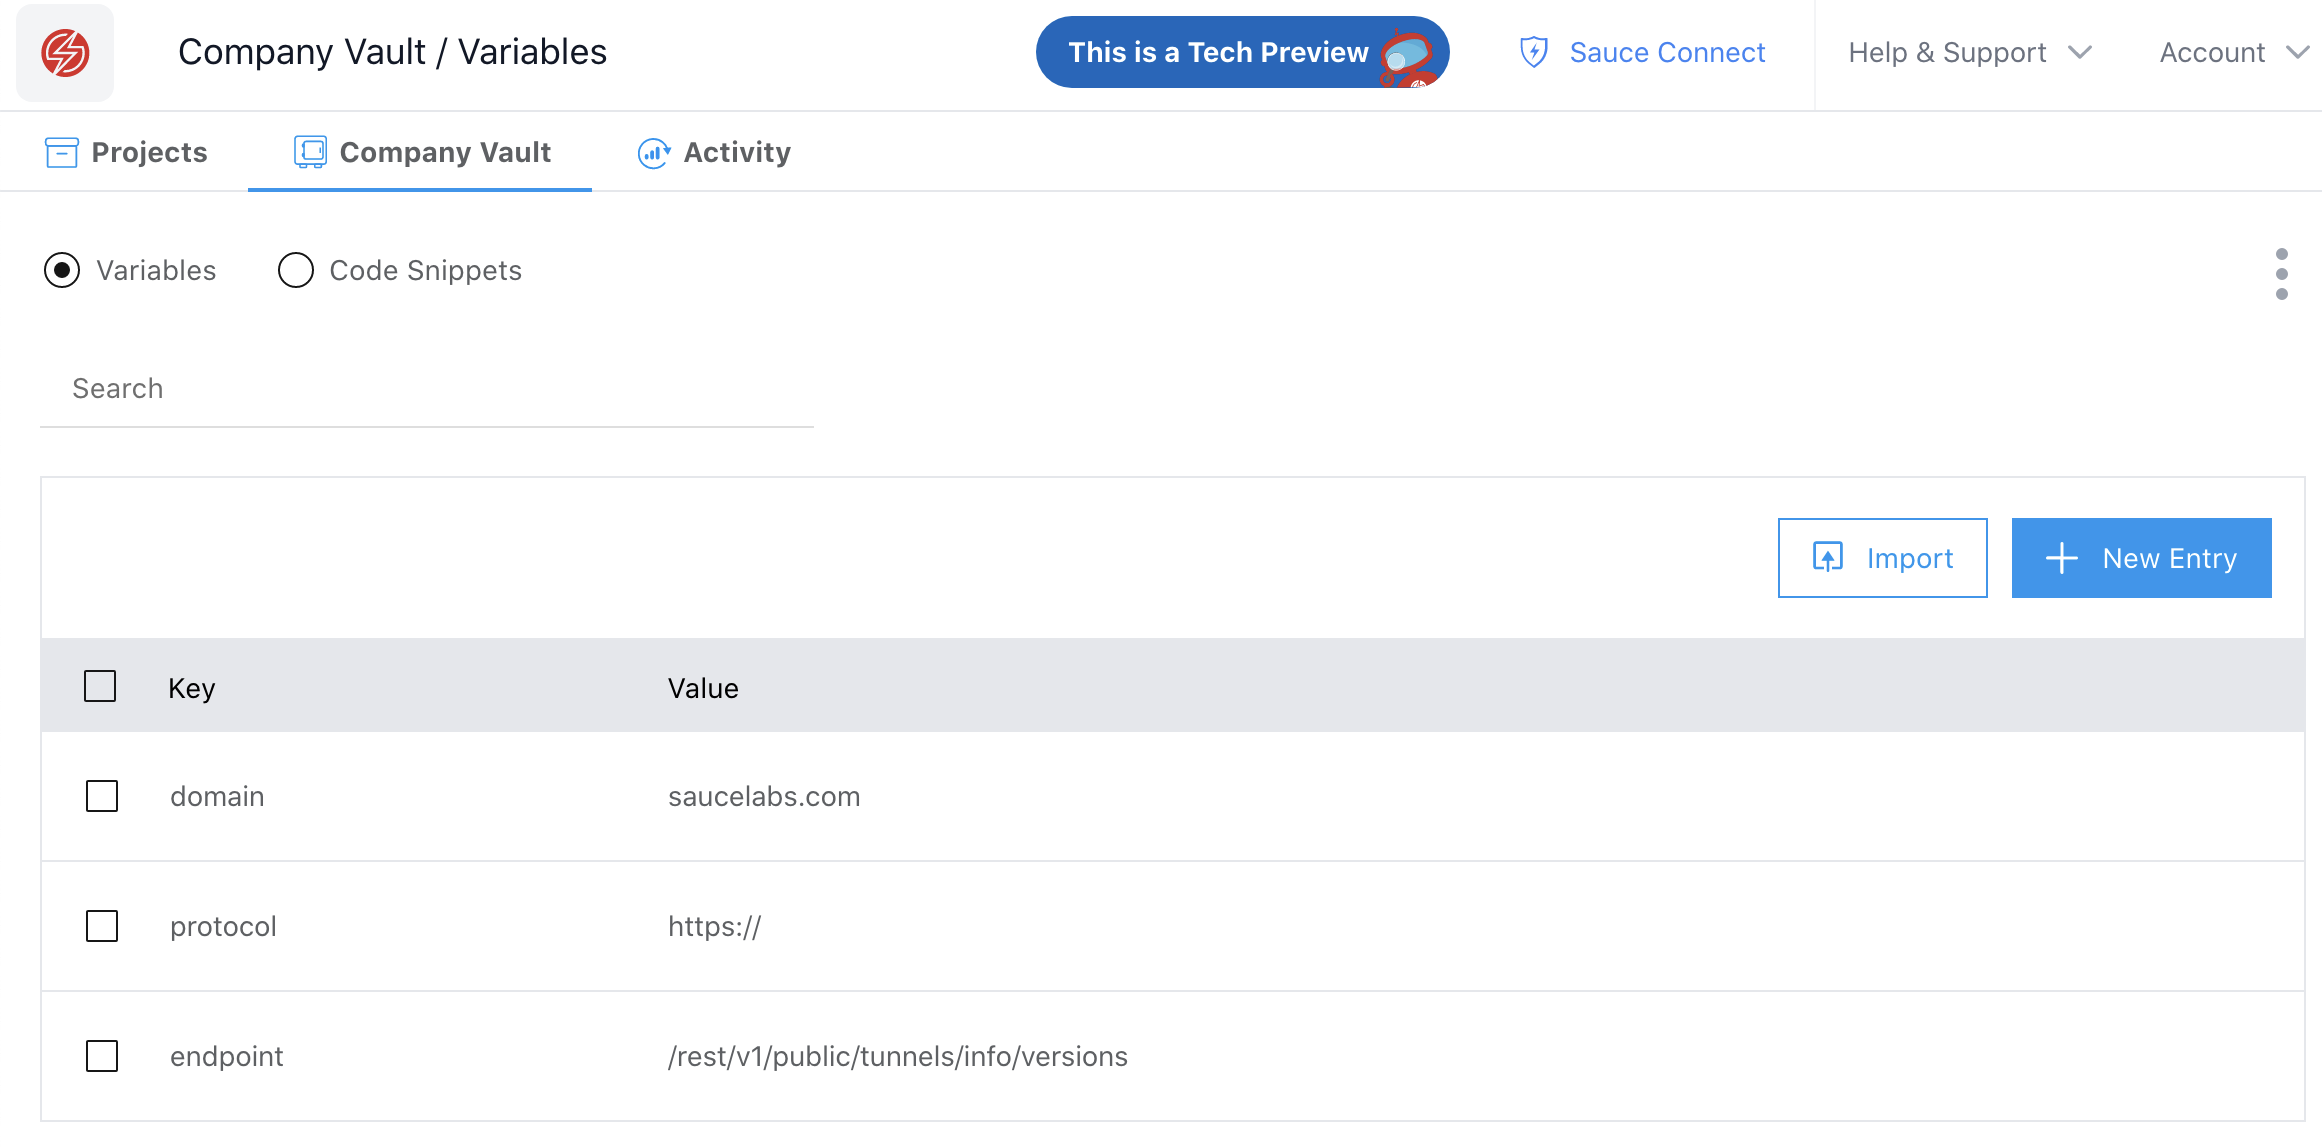 Company Vault / Variables
This is a Tech Preview
Sauce Connect
Help & Support
Account
Projects
Company Vault
Activity
Variables
Code Snippets
Search
Import
New Entry
Key Value
domain saucelabs.com
protocol https://
endpoint /rest/v1/public/tunnels/info/versions